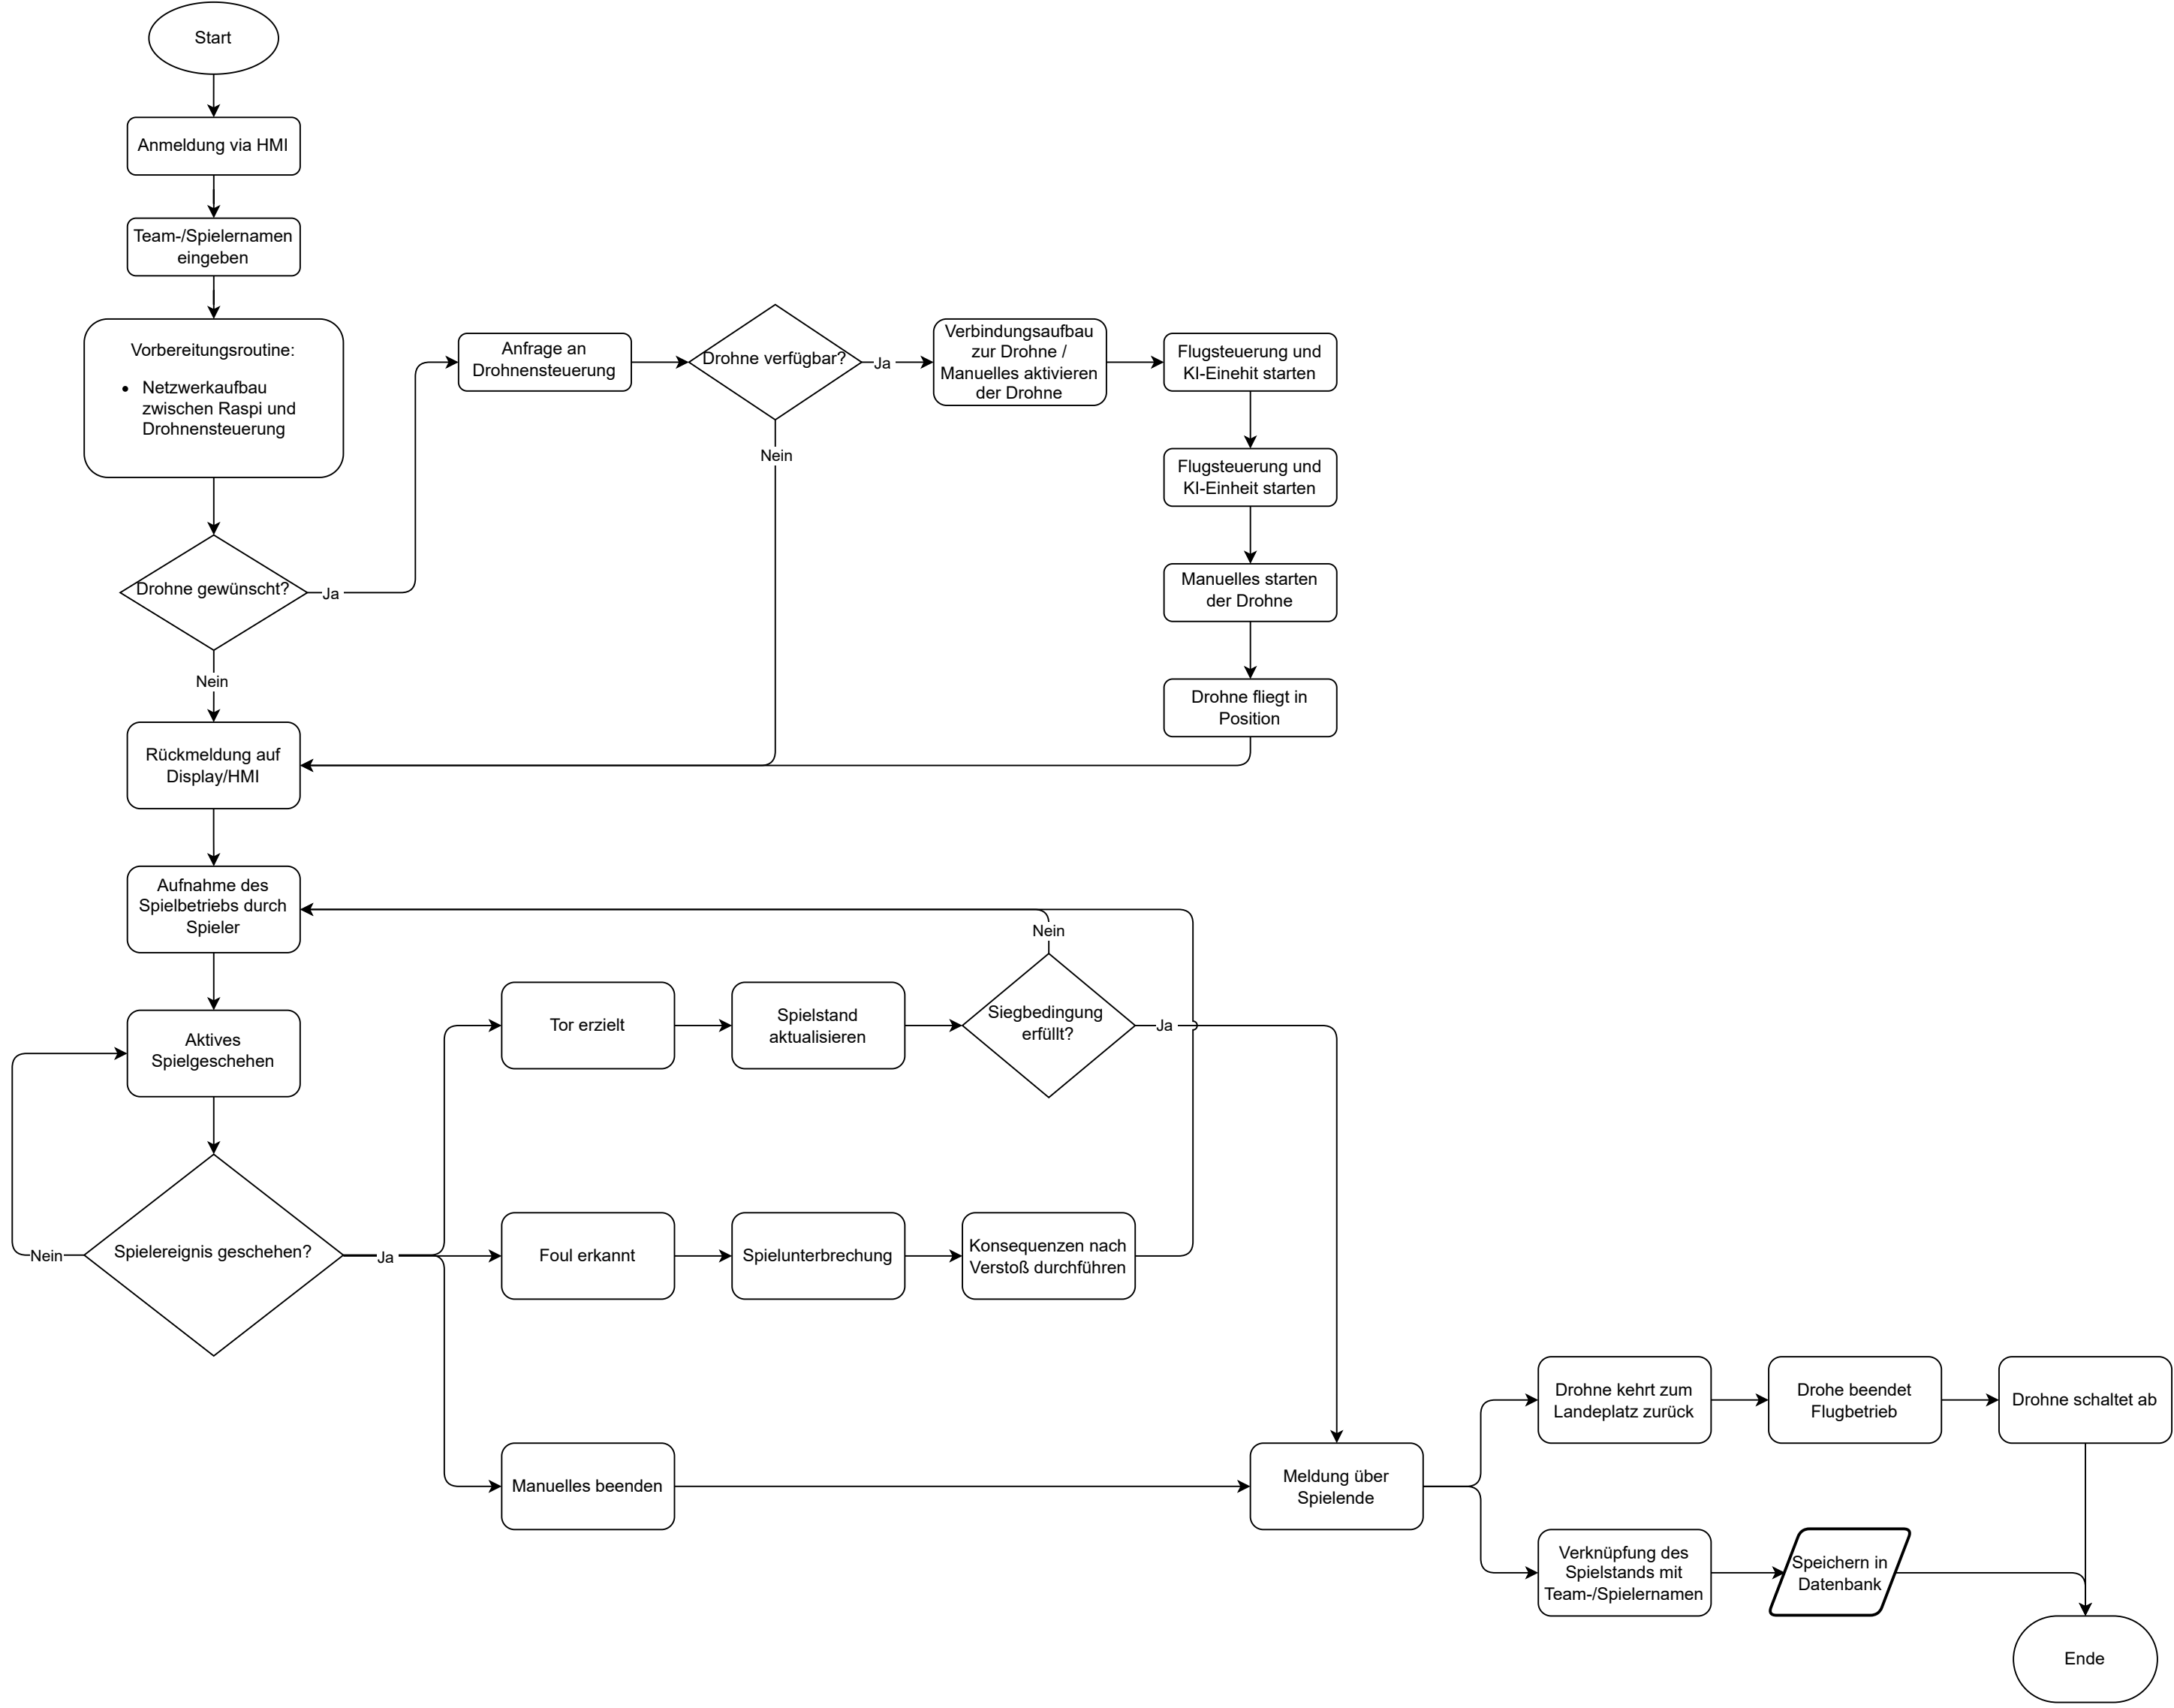 Start
Anmeldung via HMI
Team-/Spielernamen
eingeben
Vorbereitungsroutine:
• Netzwerkaufbau
zwischen Raspi und
Drohnensteuerung
Drohne gewünscht?
Ja
Nein
Anfrage an
Drohnensteuerung
Drohne verfügbar?
Ja
Nein
Verbindungsaufbau
zur Drohne /
Manuelles aktivieren
der Drohne
Flugsteuerung und
KI-Einehit starten
Flugsteuerung und
KI-Einheit starten
Manuelles starten
der Drohne
Drohne fliegt in
Position
Rückmeldung auf
Display/HMI
Aufnahme des
Spielbetriebs durch
Spieler
Aktives
Spielgeschehen
Spielereignis geschehen?
Nein
Ja
Tor erzielt
Spielstand
aktualisieren
Siegbedingung
erfüllt?
Nein
Ja
Foul erkannt
Spielunterbrechung
Konsequenzen nach
Verstoß durchführen
Manuelles beenden
Meldung über
Spielende
Drohne kehrt zum
Landeplatz zurück
Drohe beendet
Flugbetrieb
Drohne schaltet ab
Verknüpfung des
Spielstands mit
Team-/Spielernamen
Speichern in
Datenbank
Ende